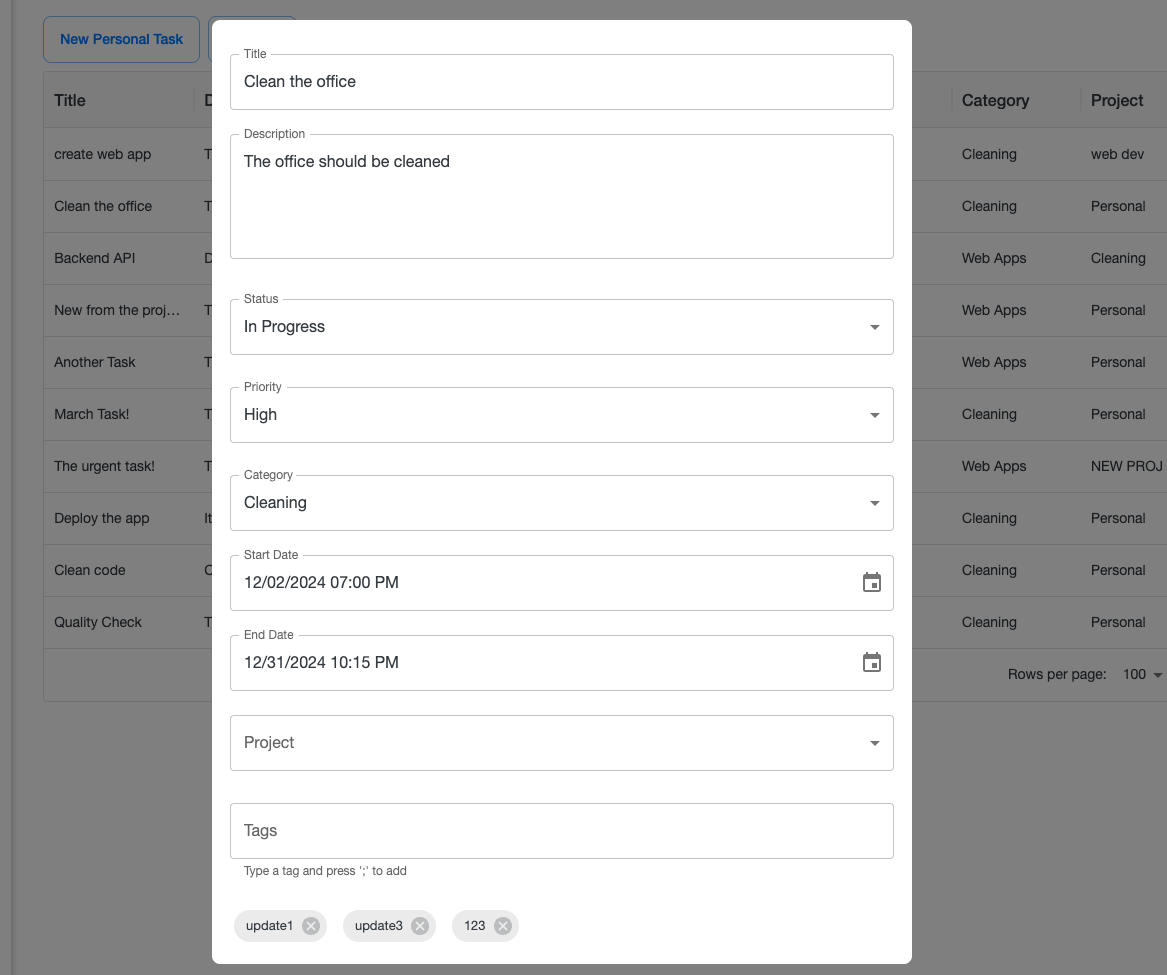 New Personal Task
Title Category Project
create web app Cleaning web dev
Clean the office Cleaning Personal
Backend API Web Apps Cleaning
New from the proj… Web Apps Personal
Another Task Web Apps Personal
March Task! Cleaning Personal
The urgent task! Web Apps NEW PROJ
Deploy the app It Cleaning Personal
Clean code Cleaning Personal
Quality Check Cleaning Personal
Rows per page: 100
Title
Clean the office
Description
The office should be cleaned
Status
In Progress
Priority
High
Category
Cleaning
Start Date
12/02/2024 07:00 PM
End Date
12/31/2024 10:15 PM
Project
Tags
Type a tag and press ';' to add
update1 update3 123